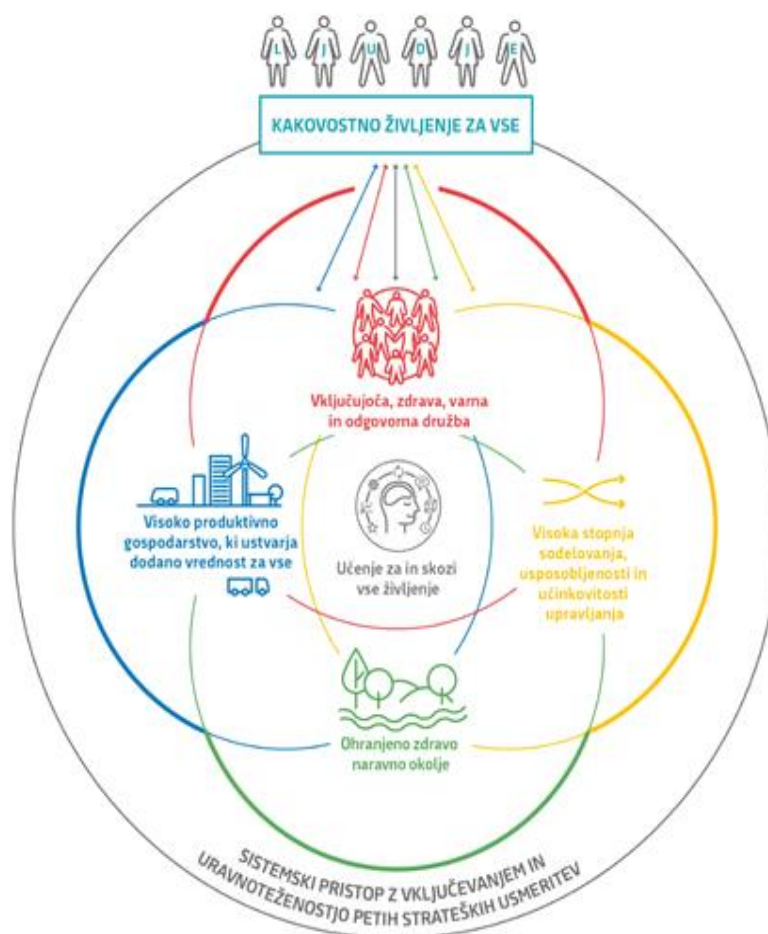 LJUDJE
KAKOVOSTNO ŽIVLJENJE ZA VSE
Vključujoča, zdrava, varna
in odgovorna družba
Visoko produktivno
gospodarstvo, ki ustvarja
dodano vrednost za vse
Učenje za in skozi
vse življenje
Visoka stopnja
sodelovanja,
usposobljenosti in
učinkovitosti
upravljanja
Ohranjeno zdravo
naravno okolje
SISTEMSKI PRISTOP Z VKLJUČEVANJEM IN
URAVNOTEŽENOSTJO PETIH STRATEŠKIH USMERITEV